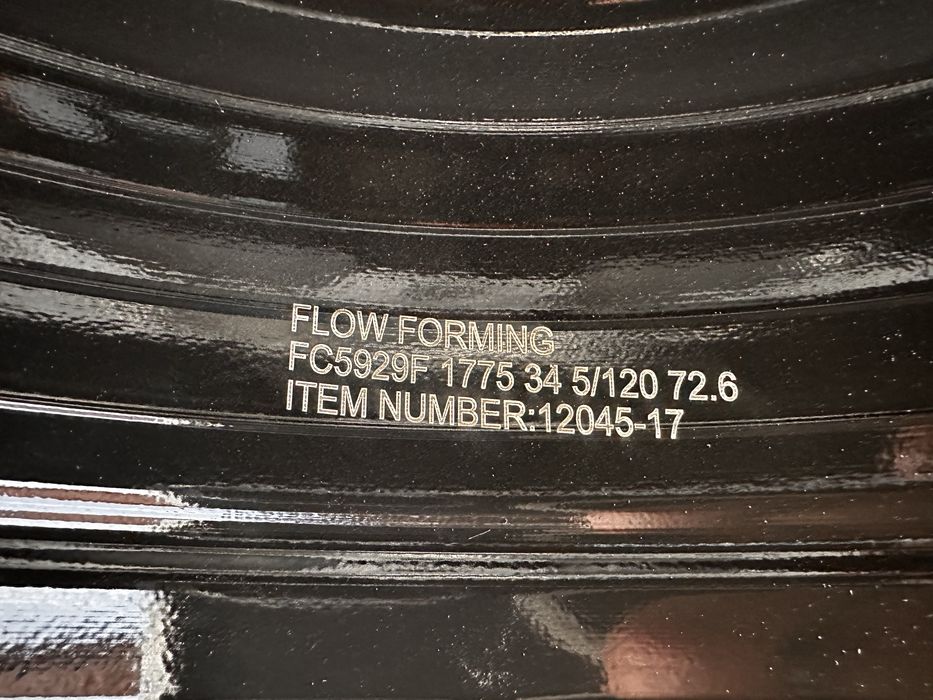 FLOW FORMING
FC5929F 1775 34 5/120 72.6
ITEM NUMBER:12045-17